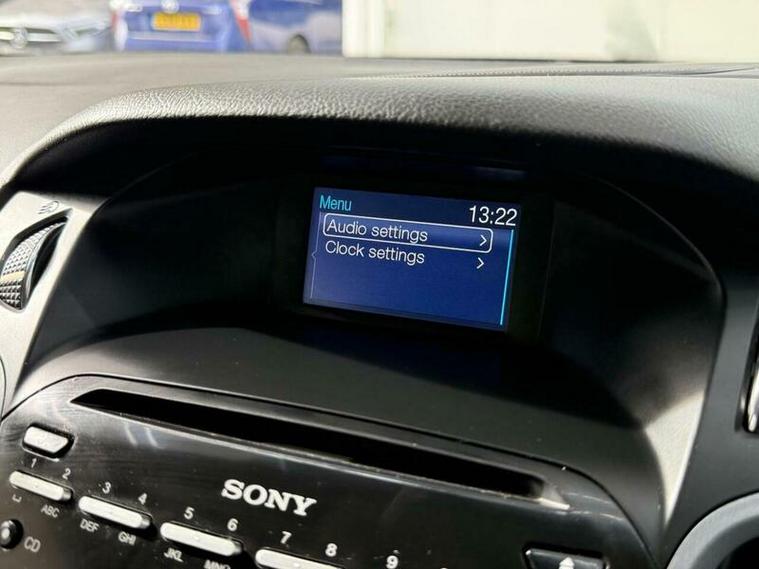 Menu
13:22
Audio settings
Clock settings
SONY
1 2 3 4 5 6 7 8 9
ABC DEF GHI JKL
CD